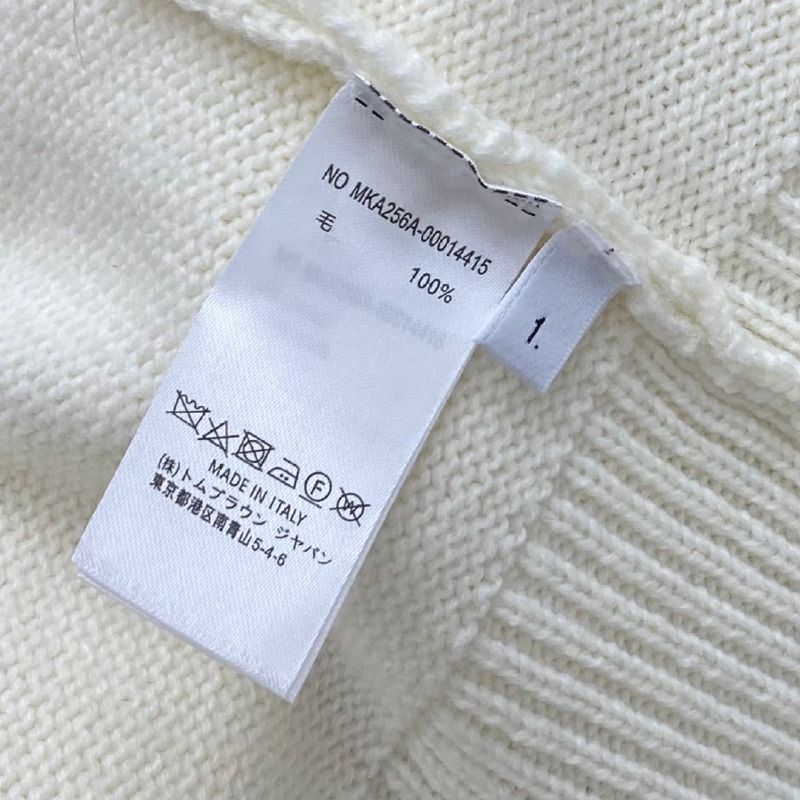 NO MKA256A-00014415
毛
100%
1.
F
W
MADE IN ITALY
(株)トムブラウン ジャパン
東京都港区南青山5-4-6